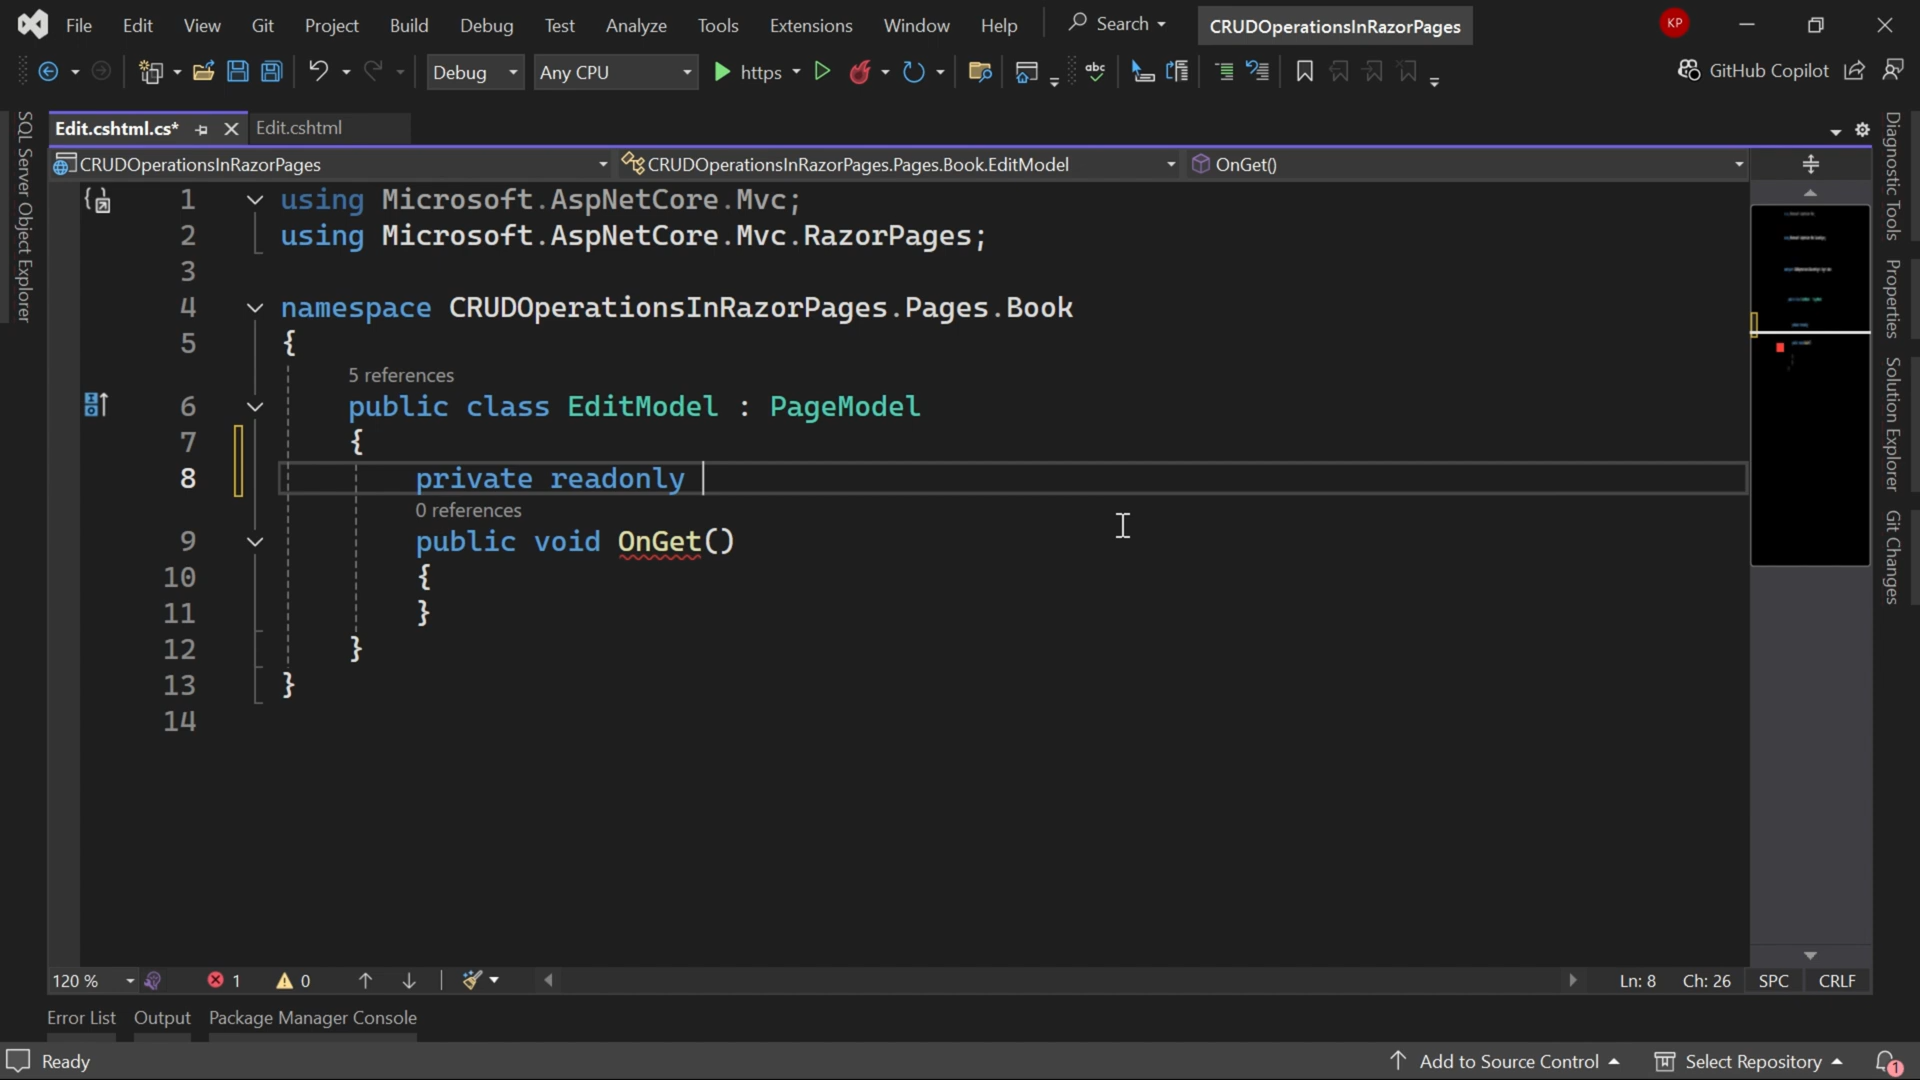 File Edit View Git Project Build Debug Test Analyze Tools Extensions Window Help Search CRUDOperationsInRazorPages KP
Debug Any CPU https abc GitHub Copilot
Edit.cshtml.cs* Edit.cshtml
CRUDOperationsInRazorPages CRUDOperationsInRazorPages.Pages.Book.EditModel OnGet()
1 using Microsoft.AspNetCore.Mvc;
2 using Microsoft.AspNetCore.Mvc.RazorPages;
3
4 namespace CRUDOperationsInRazorPages.Pages.Book
5 {
5 references
6 public class EditModel : PageModel
7 {
8 private readonly
0 references
9 public void OnGet()
10 {
11 }
12 }
13 }
14
SQL Server Object Explorer
Diagnostic Tools
Properties
Solution Explorer
Git Changes
120 % 1 0 Ln: 8 Ch: 26 SPC CRLF
Error List Output Package Manager Console
Ready Add to Source Control Select Repository 1